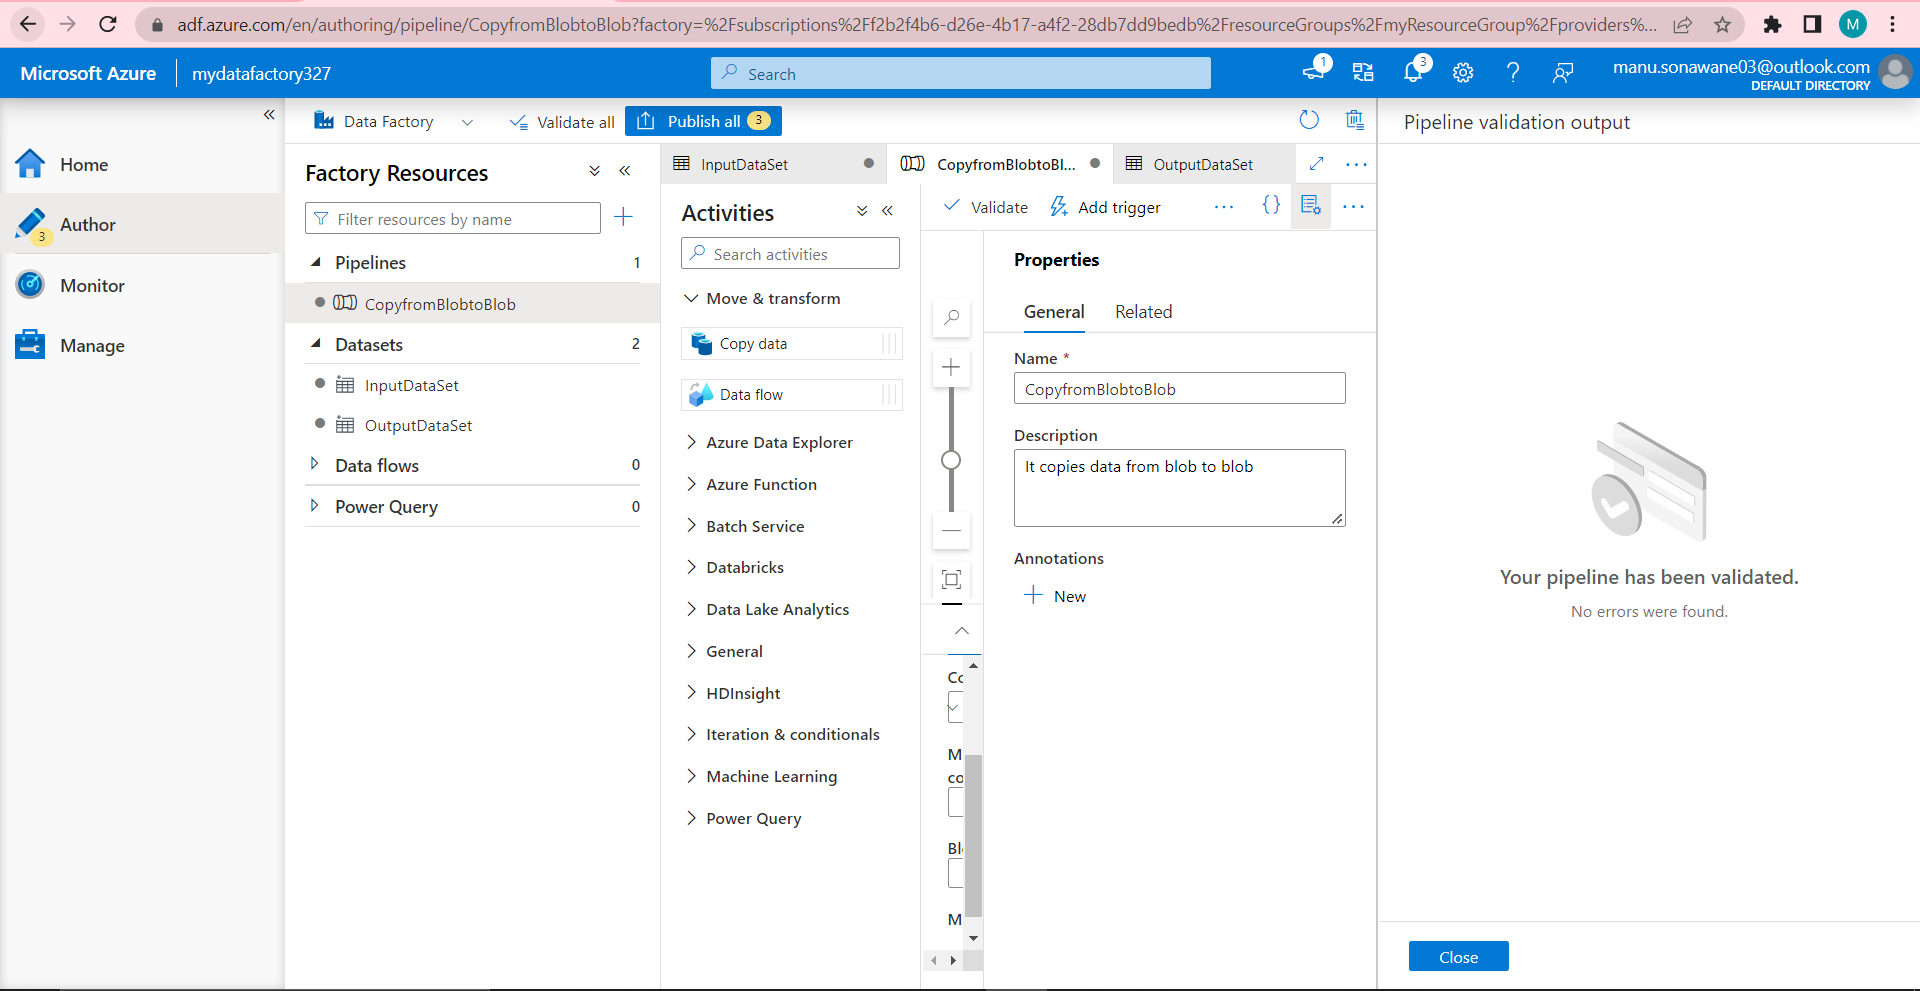 adf.azure.com/en/authoring/pipeline/CopyfromBlobtoBlob?factory=%2Fsubscriptions%2Ff2b2f4b6-d26e-4b17-a4f2-28db7dd9bedb%2FresourceGroups%2FmyResourceGroup%2Fproviders%...
M
Microsoft Azure
mydatafactory327
Search
1
3
manu.sonawane03@outlook.com
DEFAULT DIRECTORY
Home
Author
3
Monitor
Manage
Data Factory
Validate all
Publish all 3
Factory Resources
Filter resources by name
Pipelines 1
CopyfromBlobtoBlob
Datasets 2
InputDataSet
OutputDataSet
Data flows 0
Power Query 0
InputDataSet
CopyfromBlobtoBl...
OutputDataSet
Activities
Search activities
Move & transform
Copy data
Data flow
Azure Data Explorer
Azure Function
Batch Service
Databricks
Data Lake Analytics
General
HDInsight
Iteration & conditionals
Machine Learning
Power Query
Validate
Add trigger
{}
Co
M
co
Bl
M
Properties
General
Related
Name *
CopyfromBlobtoBlob
Description
It copies data from blob to blob
Annotations
New
Pipeline validation output
Your pipeline has been validated.
No errors were found.
Close